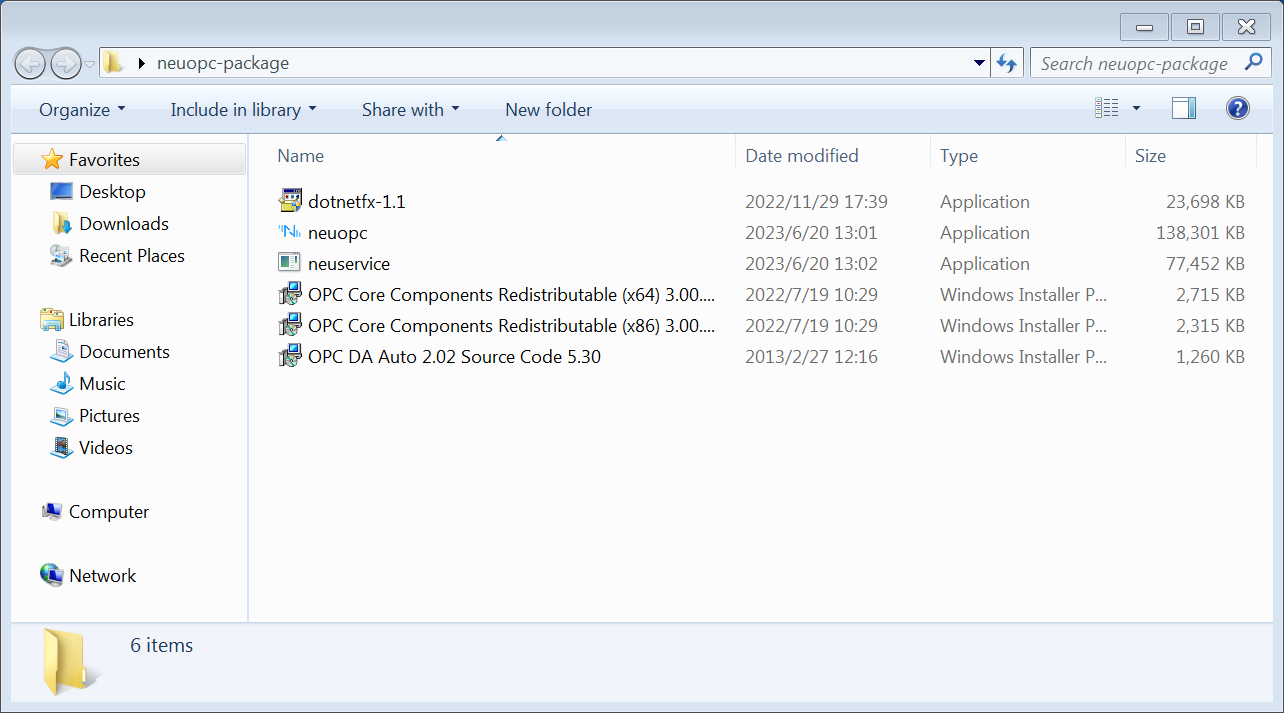 neuopc-package
Search neuopc-package
Organize Include in library Share with New folder
Favorites
Desktop
Downloads
Recent Places
Libraries
Documents
Music
Pictures
Videos
Computer
Network
Name Date modified Type Size
dotnetfx-1.1 2022/11/29 17:39 Application 23,698 KB
neuopc 2023/6/20 13:01 Application 138,301 KB
neuservice 2023/6/20 13:02 Application 77,452 KB
OPC Core Components Redistributable (x64) 3.00.... 2022/7/19 10:29 Windows Installer P... 2,715 KB
OPC Core Components Redistributable (x86) 3.00.... 2022/7/19 10:29 Windows Installer P... 2,315 KB
OPC DA Auto 2.02 Source Code 5.30 2013/2/27 12:16 Windows Installer P... 1,260 KB
6 items